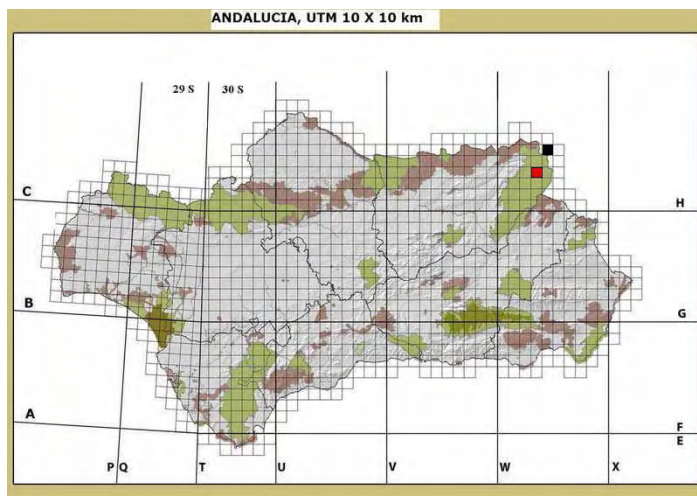 ANDALUCIA, UTM 10 X 10 km
29 S 30 S
C H
B G
A F
E
P Q T U V W X